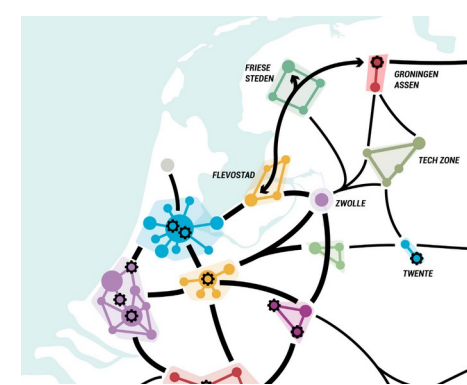 FRIESE
STEDEN
GRONINGEN
ASSEN
TECH ZONE
FLEVOSTAD
ZWOLLE
TWENTE